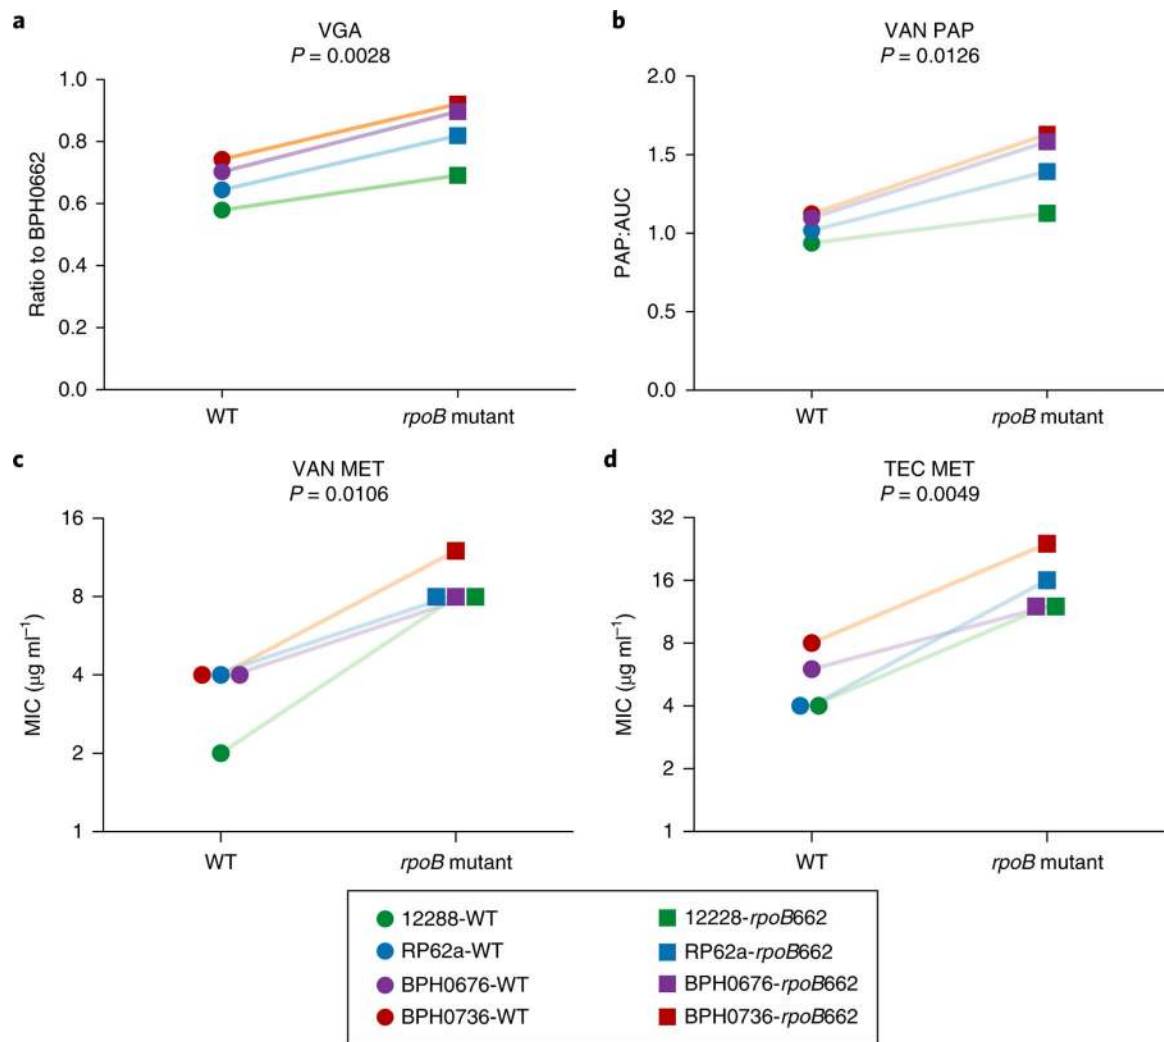 a
VGA
P = 0.0028
Ratio to BPH0662
1.0
0.8
0.6
0.4
0.2
0.0
WT
rpoB mutant
b
VAN PAP
P = 0.0126
PAP:AUC
2.0
1.5
1.0
0.5
0.0
WT
rpoB mutant
c
VAN MET
P = 0.0106
MIC (µg ml⁻¹)
16
8
4
2
1
WT
rpoB mutant
d
TEC MET
P = 0.0049
MIC (µg ml⁻¹)
32
16
8
4
2
1
WT
rpoB mutant
12288-WT
RP62a-WT
BPH0676-WT
BPH0736-WT
12228-rpoB662
RP62a-rpoB662
BPH0676-rpoB662
BPH0736-rpoB662